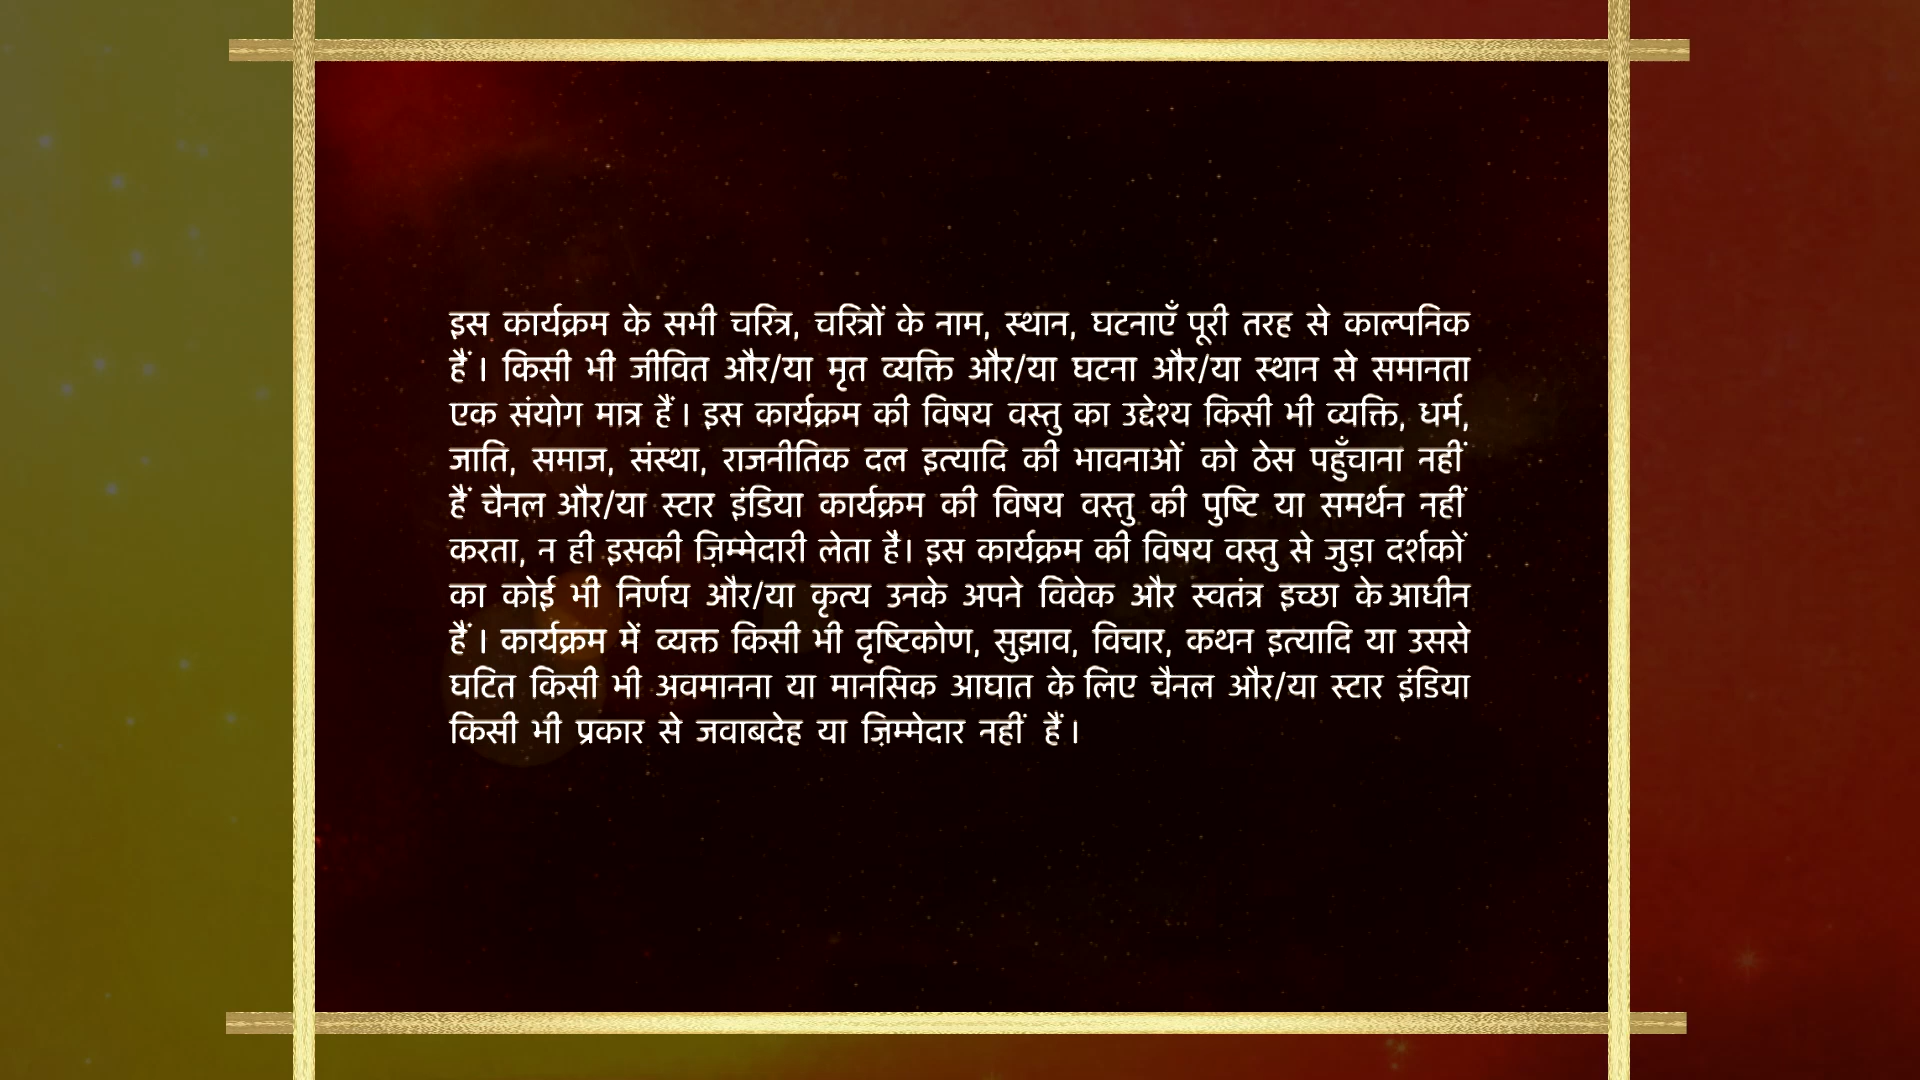 इस कार्यक्रम के सभी चरित्र, चरित्रों के नाम, स्थान, घटनाएँ पूरी तरह से काल्पनिक
हैं । किसी भी जीवित और/या मृत व्यक्ति और/या घटना और/या स्थान से समानता
एक संयोग मात्र हैं । इस कार्यक्रम की विषय वस्तु का उद्देश्य किसी भी व्यक्ति, धर्म,
जाति, समाज, संस्था, राजनीतिक दल इत्यादि की भावनाओं को ठेस पहुँचाना नहीं
हैं चैनल और/या स्टार इंडिया कार्यक्रम की विषय वस्तु की पुष्टि या समर्थन नहीं
करता, न ही इसकी ज़िम्मेदारी लेता है। इस कार्यक्रम की विषय वस्तु से जुड़ा दर्शकों
का कोई भी निर्णय और/या कृत्य उनके अपने विवेक और स्वतंत्र इच्छा के आधीन
हैं । कार्यक्रम में व्यक्त किसी भी दृष्टिकोण, सुझाव, विचार, कथन इत्यादि या उससे
घटित किसी भी अवमानना या मानसिक आघात के लिए चैनल और/या स्टार इंडिया
किसी भी प्रकार से जवाबदेह या ज़िम्मेदार नहीं हैं ।